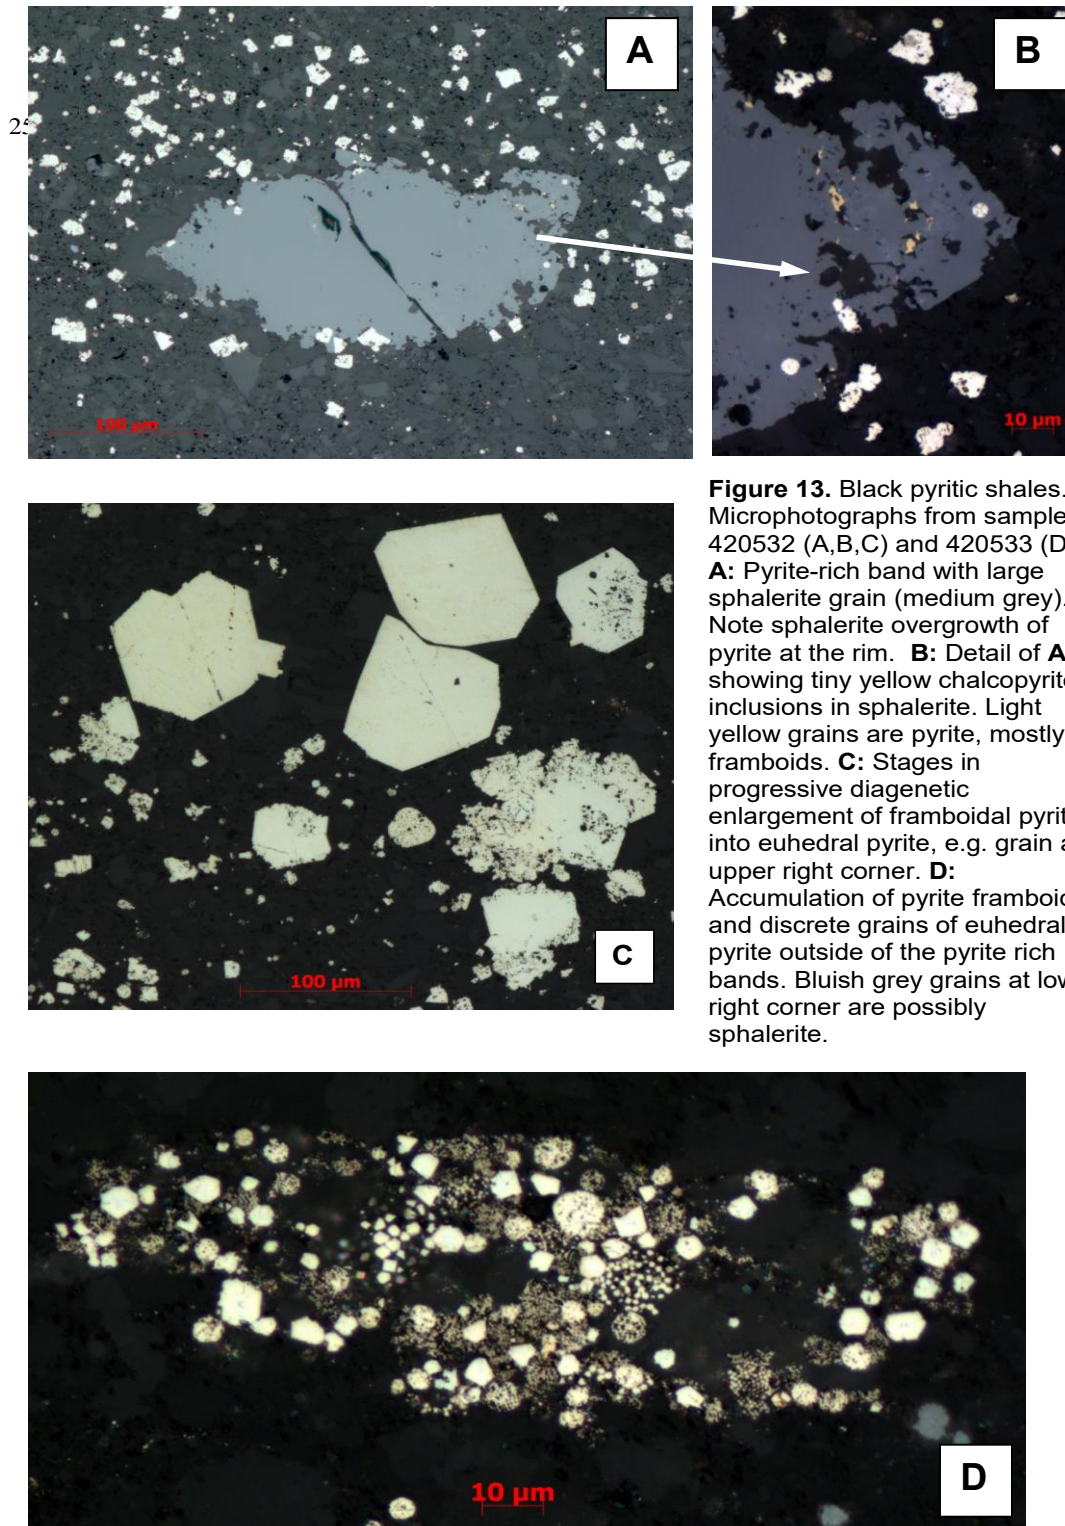 A
B
25
100 µm
10 µm
Figure 13. Black pyritic shales.
Microphotographs from sample
420532 (A,B,C) and 420533 (D
A: Pyrite-rich band with large
sphalerite grain (medium grey).
Note sphalerite overgrowth of
pyrite at the rim. B: Detail of A
showing tiny yellow chalcopyrite
inclusions in sphalerite. Light
yellow grains are pyrite, mostly
framboids. C: Stages in
progressive diagenetic
enlargement of framboidal pyrit
into euhedral pyrite, e.g. grain a
upper right corner. D:
Accumulation of pyrite framboid
and discrete grains of euhedral
pyrite outside of the pyrite rich
bands. Bluish grey grains at low
right corner are possibly
sphalerite.
C
100 µm
D
10 µm